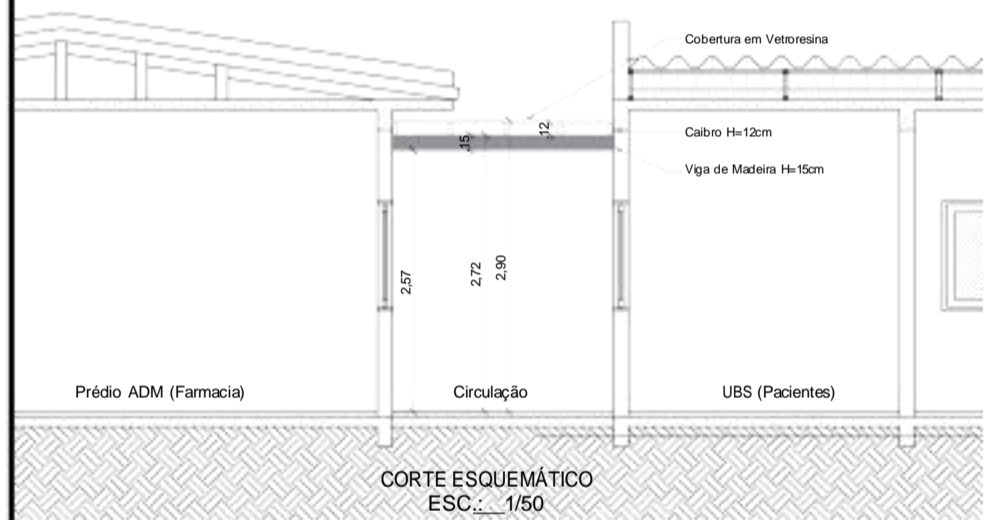 Cobertura em Vetroresina
.12
.15
Caibro H=12cm
Viga de Madeira H=15cm
2,57
2,72
2,90
Prédio ADM (Farmacia)
Circulação
UBS (Pacientes)
CORTE ESQUEMÁTICO
ESC.:__1/50